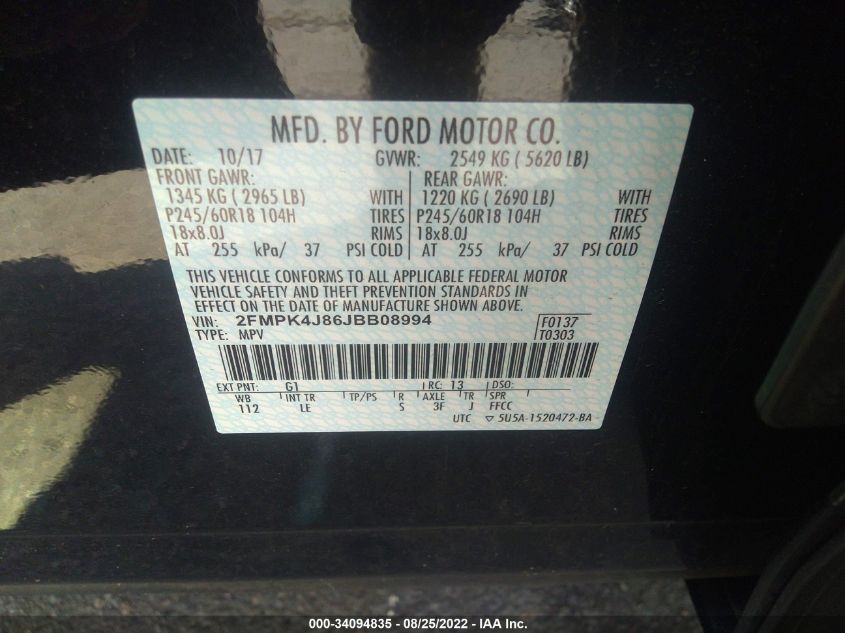 MFD. BY FORD MOTOR CO.
DATE: 10/17 GVWR: 2549 KG ( 5620 LB)
FRONT GAWR: REAR GAWR:
1345 KG ( 2965 LB) WITH 1220 KG ( 2690 LB) WITH
P245/60R18 104H TIRES P245/60R18 104H TIRES
18x8.0J RIMS 18x8.0J RIMS
AT 255 kPa/ 37 PSI COLD AT 255 kPa/ 37 PSI COLD
THIS VEHICLE CONFORMS TO ALL APPLICABLE FEDERAL MOTOR
VEHICLE SAFETY AND THEFT PREVENTION STANDARDS IN
EFFECT ON THE DATE OF MANUFACTURE SHOWN ABOVE.
VIN: 2FMPK4J86JBB08994 F0137
TYPE: MPV T0303
EXT PNT: G1 RC: 13 DSO:
WB INT TR TP/PS R AXLE TR SPR
112 LE S 3F J FFCC
UTC 5U5A-1520472-BA
000-34094835 - 08/25/2022 - IAA Inc.